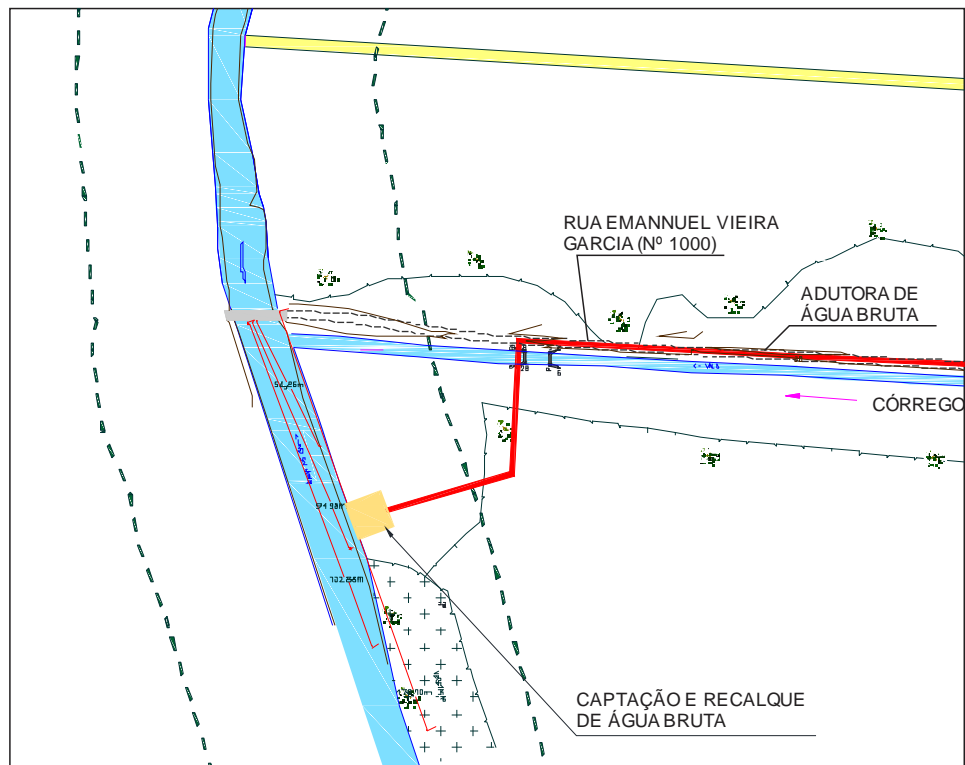 RUA EMANNUEL VIEIRA
GARCIA (Nº 1000)
ADUTORA DE
ÁGUA BRUTA
CÓRREGO
CAPTAÇÃO E RECALQUE
DE ÁGUA BRUTA